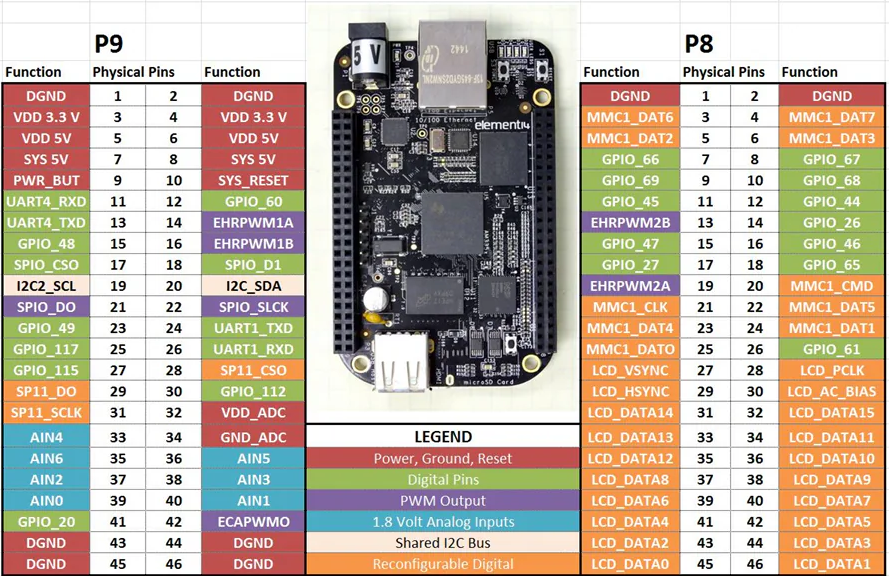 P9
Function Physical Pins Function
DGND 1 2 DGND
VDD 3.3 V 3 4 VDD 3.3 V
VDD 5V 5 6 VDD 5V
SYS 5V 7 8 SYS 5V
PWR_BUT 9 10 SYS_RESET
UART4_RXD 11 12 GPIO_60
UART4_TXD 13 14 EHRPWM1A
GPIO_48 15 16 EHRPWM1B
SPIO_CSO 17 18 SPIO_D1
I2C2_SCL 19 20 I2C_SDA
SPIO_DO 21 22 SPIO_SLCK
GPIO_49 23 24 UART1_TXD
GPIO_117 25 26 UART1_RXD
GPIO_115 27 28 SP11_CSO
SP11_DO 29 30 GPIO_112
SP11_SCLK 31 32 VDD_ADC
AIN4 33 34 GND_ADC
AIN6 35 36 AIN5
AIN2 37 38 AIN3
AIN0 39 40 AIN1
GPIO_20 41 42 ECAPWMO
DGND 43 44 DGND
DGND 45 46 DGND
5 V
1442
10/100 Ethernet
element14
microSD Card
LEGEND
Power, Ground, Reset
Digital Pins
PWM Output
1.8 Volt Analog Inputs
Shared I2C Bus
Reconfigurable Digital
P8
Function Physical Pins Function
DGND 1 2 DGND
MMC1_DAT6 3 4 MMC1_DAT7
MMC1_DAT2 5 6 MMC1_DAT3
GPIO_66 7 8 GPIO_67
GPIO_69 9 10 GPIO_68
GPIO_45 11 12 GPIO_44
EHRPWM2B 13 14 GPIO_26
GPIO_47 15 16 GPIO_46
GPIO_27 17 18 GPIO_65
EHRPWM2A 19 20 MMC1_CMD
MMC1_CLK 21 22 MMC1_DAT5
MMC1_DAT4 23 24 MMC1_DAT1
MMC1_DATO 25 26 GPIO_61
LCD_VSYNC 27 28 LCD_PCLK
LCD_HSYNC 29 30 LCD_AC_BIAS
LCD_DATA14 31 32 LCD_DATA15
LCD_DATA13 33 34 LCD_DATA11
LCD_DATA12 35 36 LCD_DATA10
LCD_DATA8 37 38 LCD_DATA9
LCD_DATA6 39 40 LCD_DATA7
LCD_DATA4 41 42 LCD_DATA5
LCD_DATA2 43 44 LCD_DATA3
LCD_DATA0 45 46 LCD_DATA1